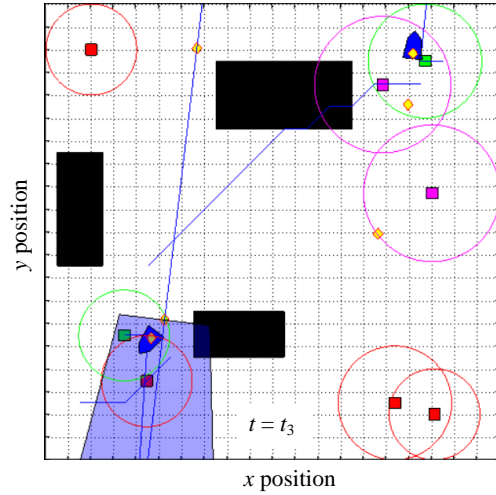 y position
t = t₃
x position